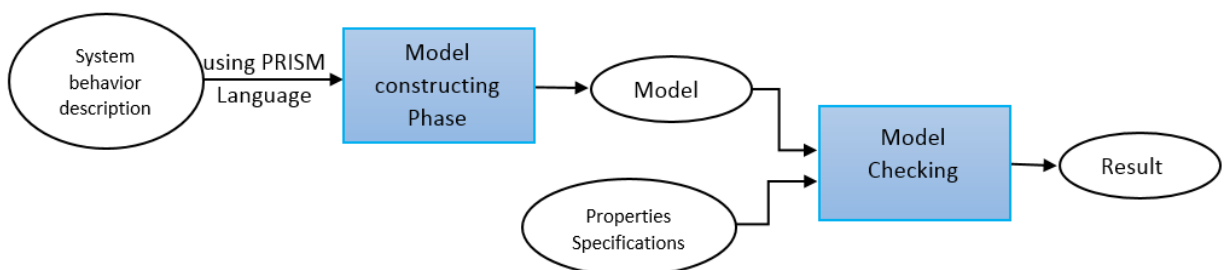 System
behavior
description
using PRISM
Language
Model
constructing
Phase
Model
Model
Checking
Result
Properties
Specifications